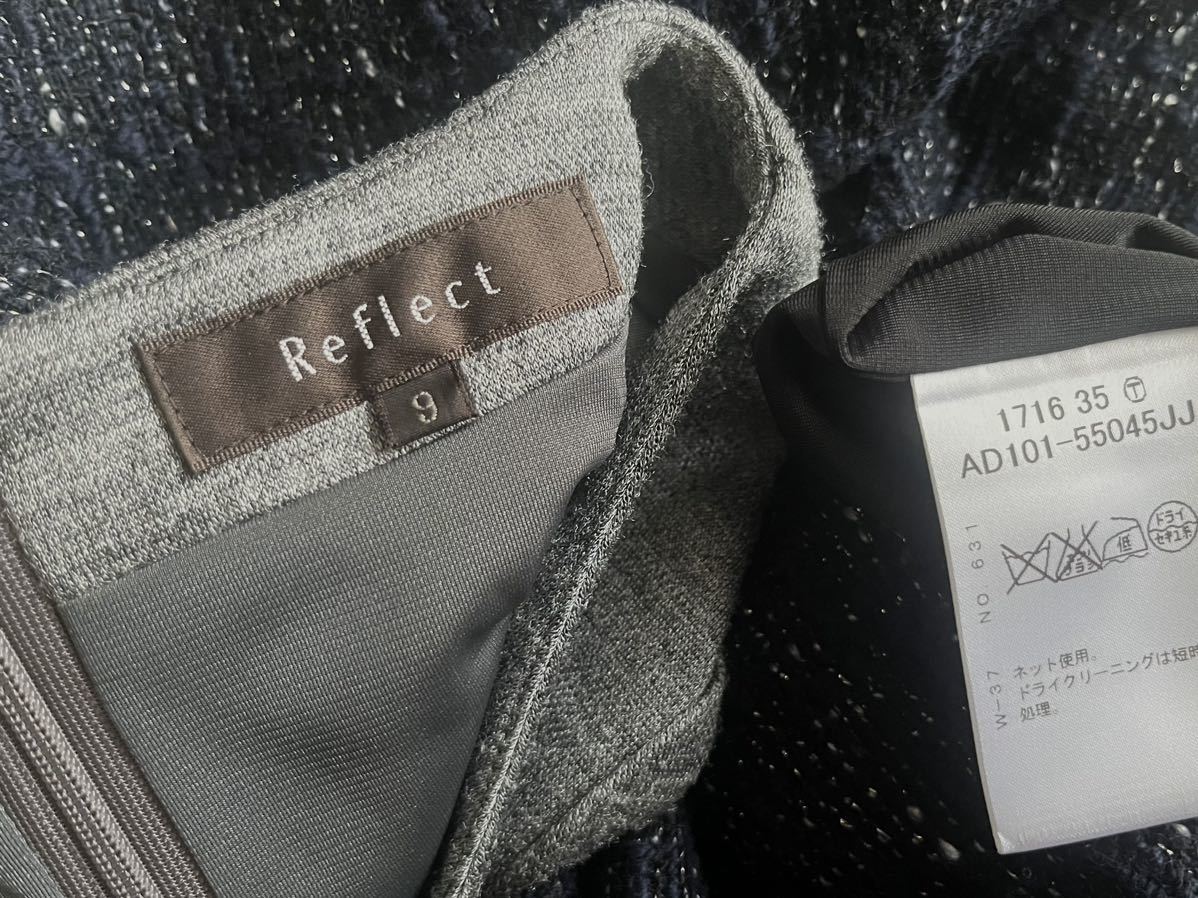 Reflect
9
1716 35 Ⓣ
AD101-55045JJ
NO. 631
低
ドライ
セキユ系
W-37
ネット使用。
ドライクリーニングは短時
処理。